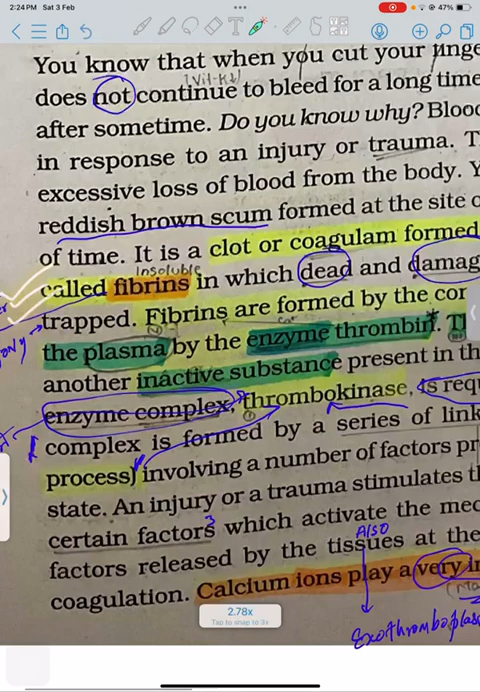 2:24 PM Sat 3 Feb
47%
You know that when you cut your finge
(Vit-K↓)
does not continue to bleed for a long time
after sometime. Do you know why? Blood
in response to an injury or trauma. T
excessive loss of blood from the body. Y
reddish brown scum formed at the site o
of time. It is a clot or coagulam formed
Insoluble
called fibrins in which dead and damag
trapped. Fibrins are formed by the con
the plasma by the enzyme thrombin*. Th
another inactive substance present in th
enzyme complex, thrombokinase, is requ
complex is formed by a series of link
process) involving a number of factors pr
state. An injury or a trauma stimulates th
certain factors which activate the mec
Also
factors released by the tissues at the
coagulation. Calcium ions play a very im
2.78x
Tap to snap to 3x